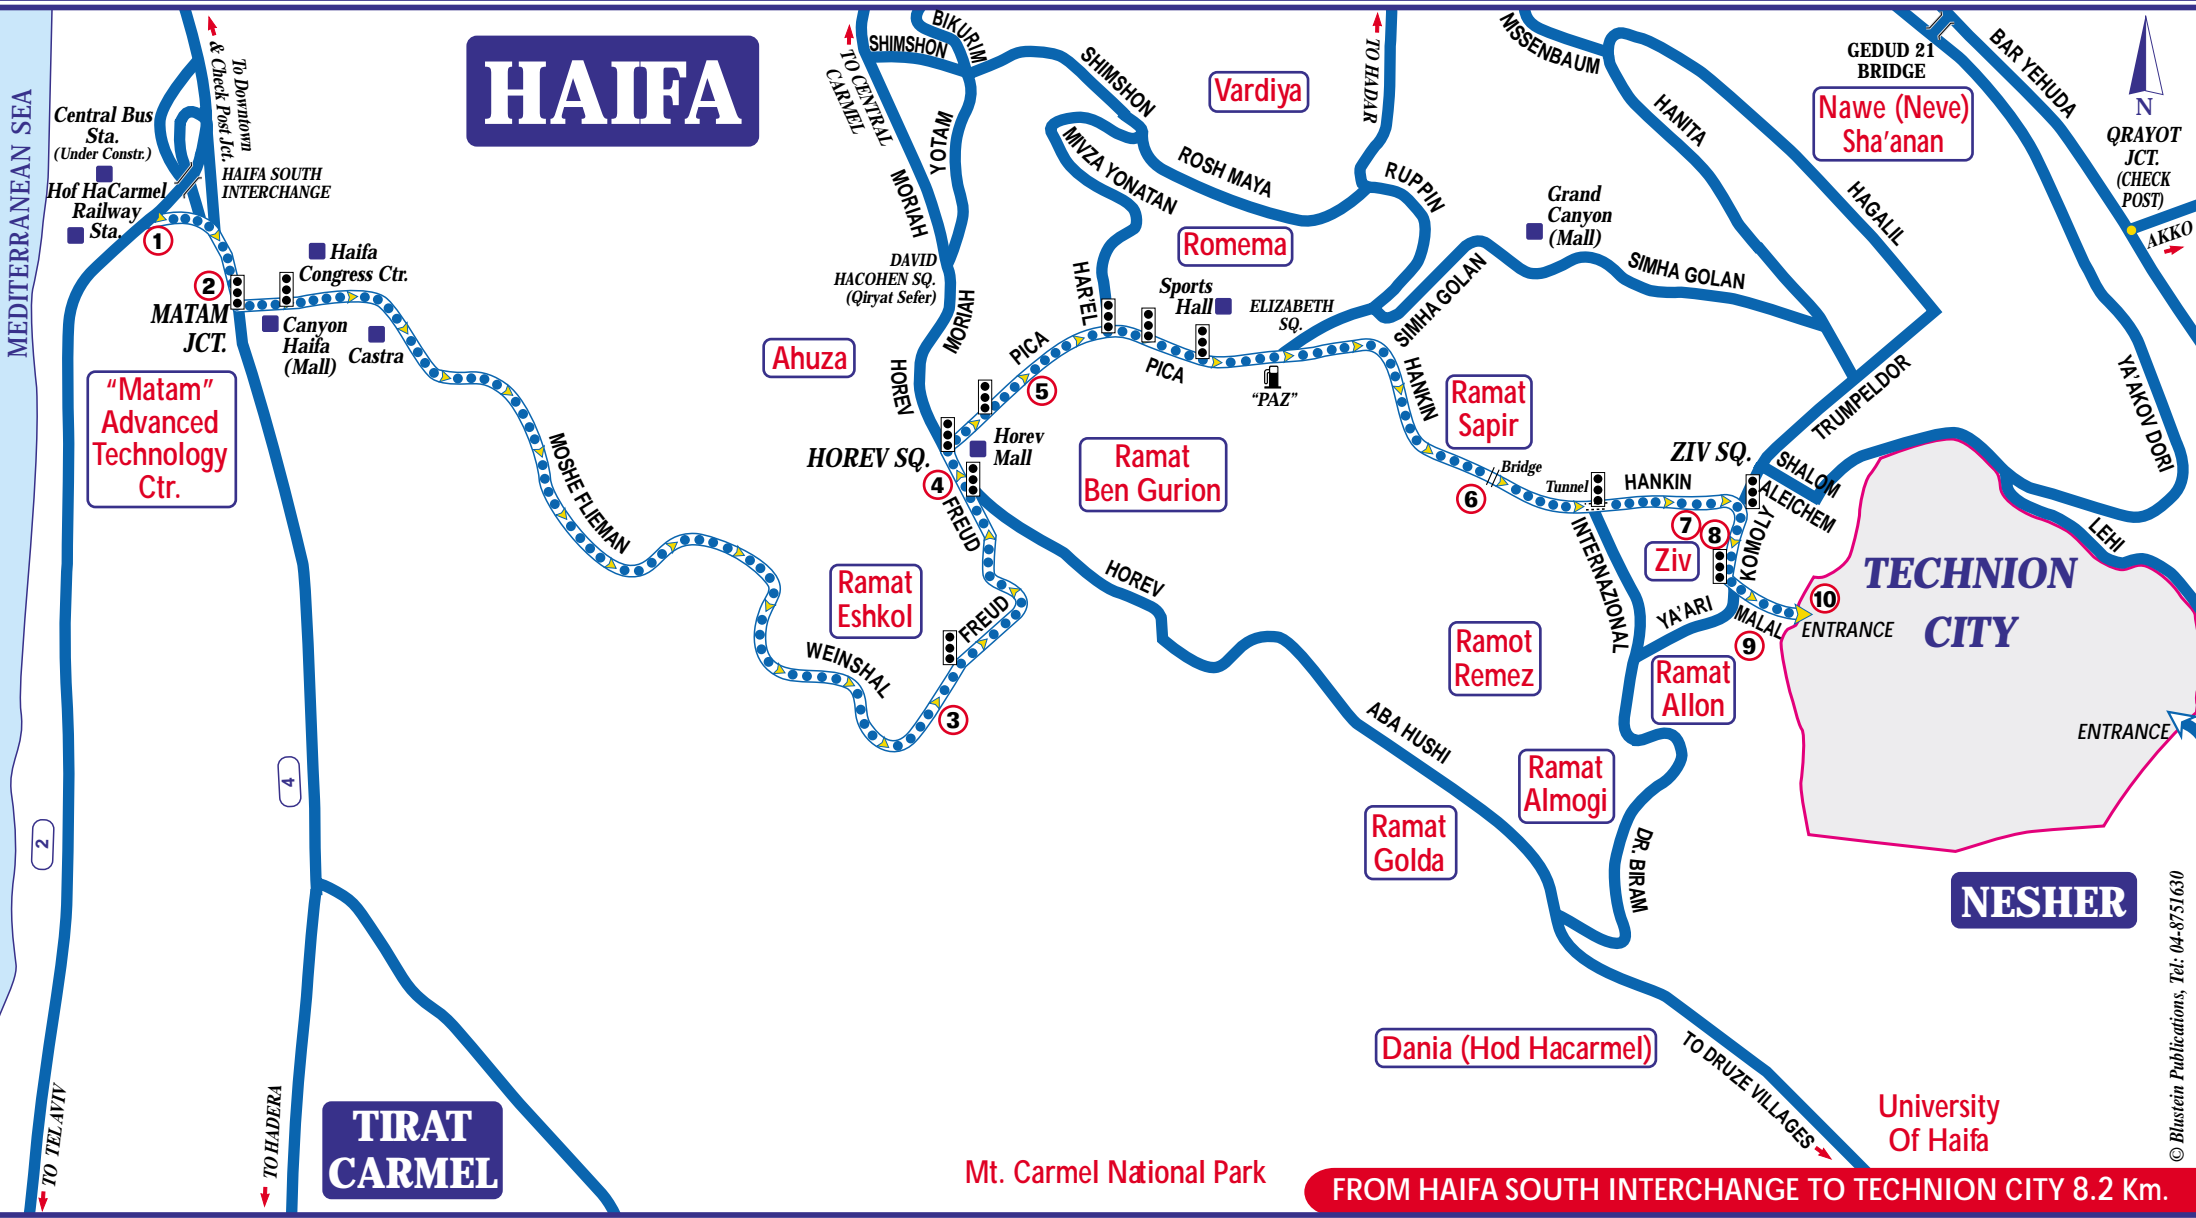 HAIFA
MEDITERRANEAN SEA
To Downtown
& Check Post Jct.
Central Bus
Sta.
(Under Constr.)
Hof HaCarmel
Railway
Sta.
HAIFA SOUTH
INTERCHANGE
1
2
MATAM
JCT.
Haifa
Congress Ctr.
Canyon
Haifa
(Mall)
Castra
“Matam”
Advanced
Technology
Ctr.
MOSHE FLIEMAN
WEINSHAL
Ramat
Eshkol
FREUD
3
FREUD
4
HOREV SQ.
Horev
Mall
HOREV
Ahuza
MORIAH
DAVID
HACOHEN SQ.
(Qiryat Sefer)
MORIAH
YOTAM
TO CENTRAL
CARMEL
SHIMSHON
BIKURIM
SHIMSHON
MIVZA YONATAN
ROSH MAYA
Vardiya
TO HADAR
RUPPIN
Romema
HAR'EL
Sports
Hall
PICA
5
PICA
ELIZABETH
SQ.
“PAZ”
SIMHA GOLAN
Grand
Canyon
(Mall)
SIMHA GOLAN
HANKIN
Ramat
Sapir
Ramat
Ben Gurion
Bridge
6
Tunnel
HANKIN
7
8
Ziv
ZIV SQ.
SHALOM
ALEICHEM
KOMOLY
TRUMPELDOR
HAGALIL
HANITA
NISSENBAUM
GEDUD 21
BRIDGE
Nawe (Neve)
Sha'anan
BAR YEHUDA
N
QRAYOT
JCT.
(CHECK
POST)
AKKO
YA'AKOV DORI
LEHI
TECHNION
CITY
10
ENTRANCE
ENTRANCE
MALAL
9
YA'ARI
INTERNAZIONAL
Ramat
Allon
Ramot
Remez
HOREV
ABA HUSHI
Ramat
Almogi
DR. BIRAM
Ramat
Golda
NESHER
Dania (Hod Hacarmel)
TO DRUZE VILLAGES
University
Of Haifa
Mt. Carmel National Park
4
2
TO TELAVIV
TO HADERA
TIRAT
CARMEL
FROM HAIFA SOUTH INTERCHANGE TO TECHNION CITY 8.2 Km.
© Blustein Publications, Tel: 04-8751630